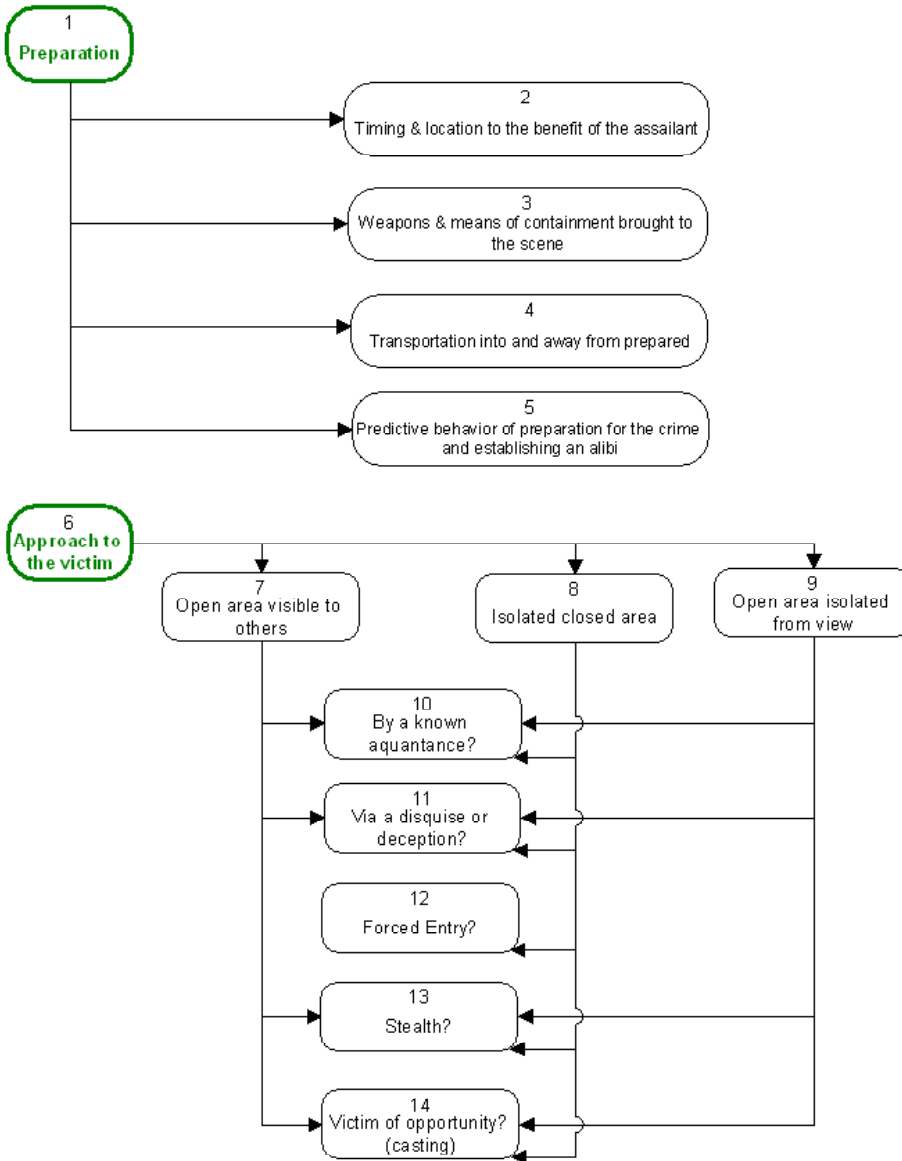 1
Preparation
2
Timing & location to the benefit of the assailant
3
Weapons & means of containment brought to
the scene
4
Transportation into and away from prepared
5
Predictive behavior of preparation for the crime
and establishing an alibi
6
Approach to
the victim
7
Open area visible to
others
8
Isolated closed area
9
Open area isolated
from view
10
By a known
aquantance?
11
Via a disquise or
deception?
12
Forced Entry?
13
Stealth?
14
Victim of opportunity?
(casting)